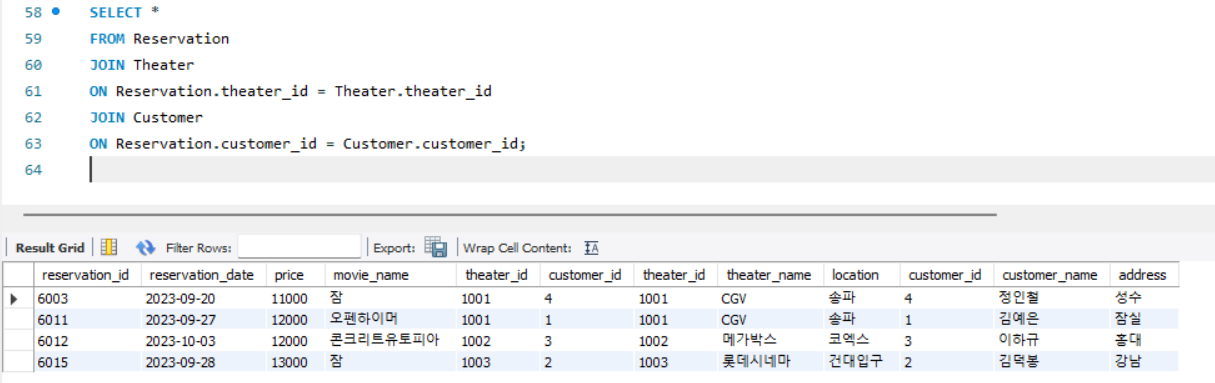 58 SELECT *
59 FROM Reservation
60 JOIN Theater
61 ON Reservation.theater_id = Theater.theater_id
62 JOIN Customer
63 ON Reservation.customer_id = Customer.customer_id;
64
Result Grid Filter Rows: Export: Wrap Cell Content: IA
reservation_id reservation_date price movie_name theater_id customer_id theater_id theater_name location customer_id customer_name address
6003 2023-09-20 11000 잠 1001 4 1001 CGV 송파 4 정인철 성수
6011 2023-09-27 12000 오펜하이머 1001 1 1001 CGV 송파 1 김예은 잠실
6012 2023-10-03 12000 콘크리트유토피아 1002 3 1002 메가박스 코엑스 3 이하규 홍대
6015 2023-09-28 13000 잠 1003 2 1003 롯데시네마 건대입구 2 김덕봉 강남